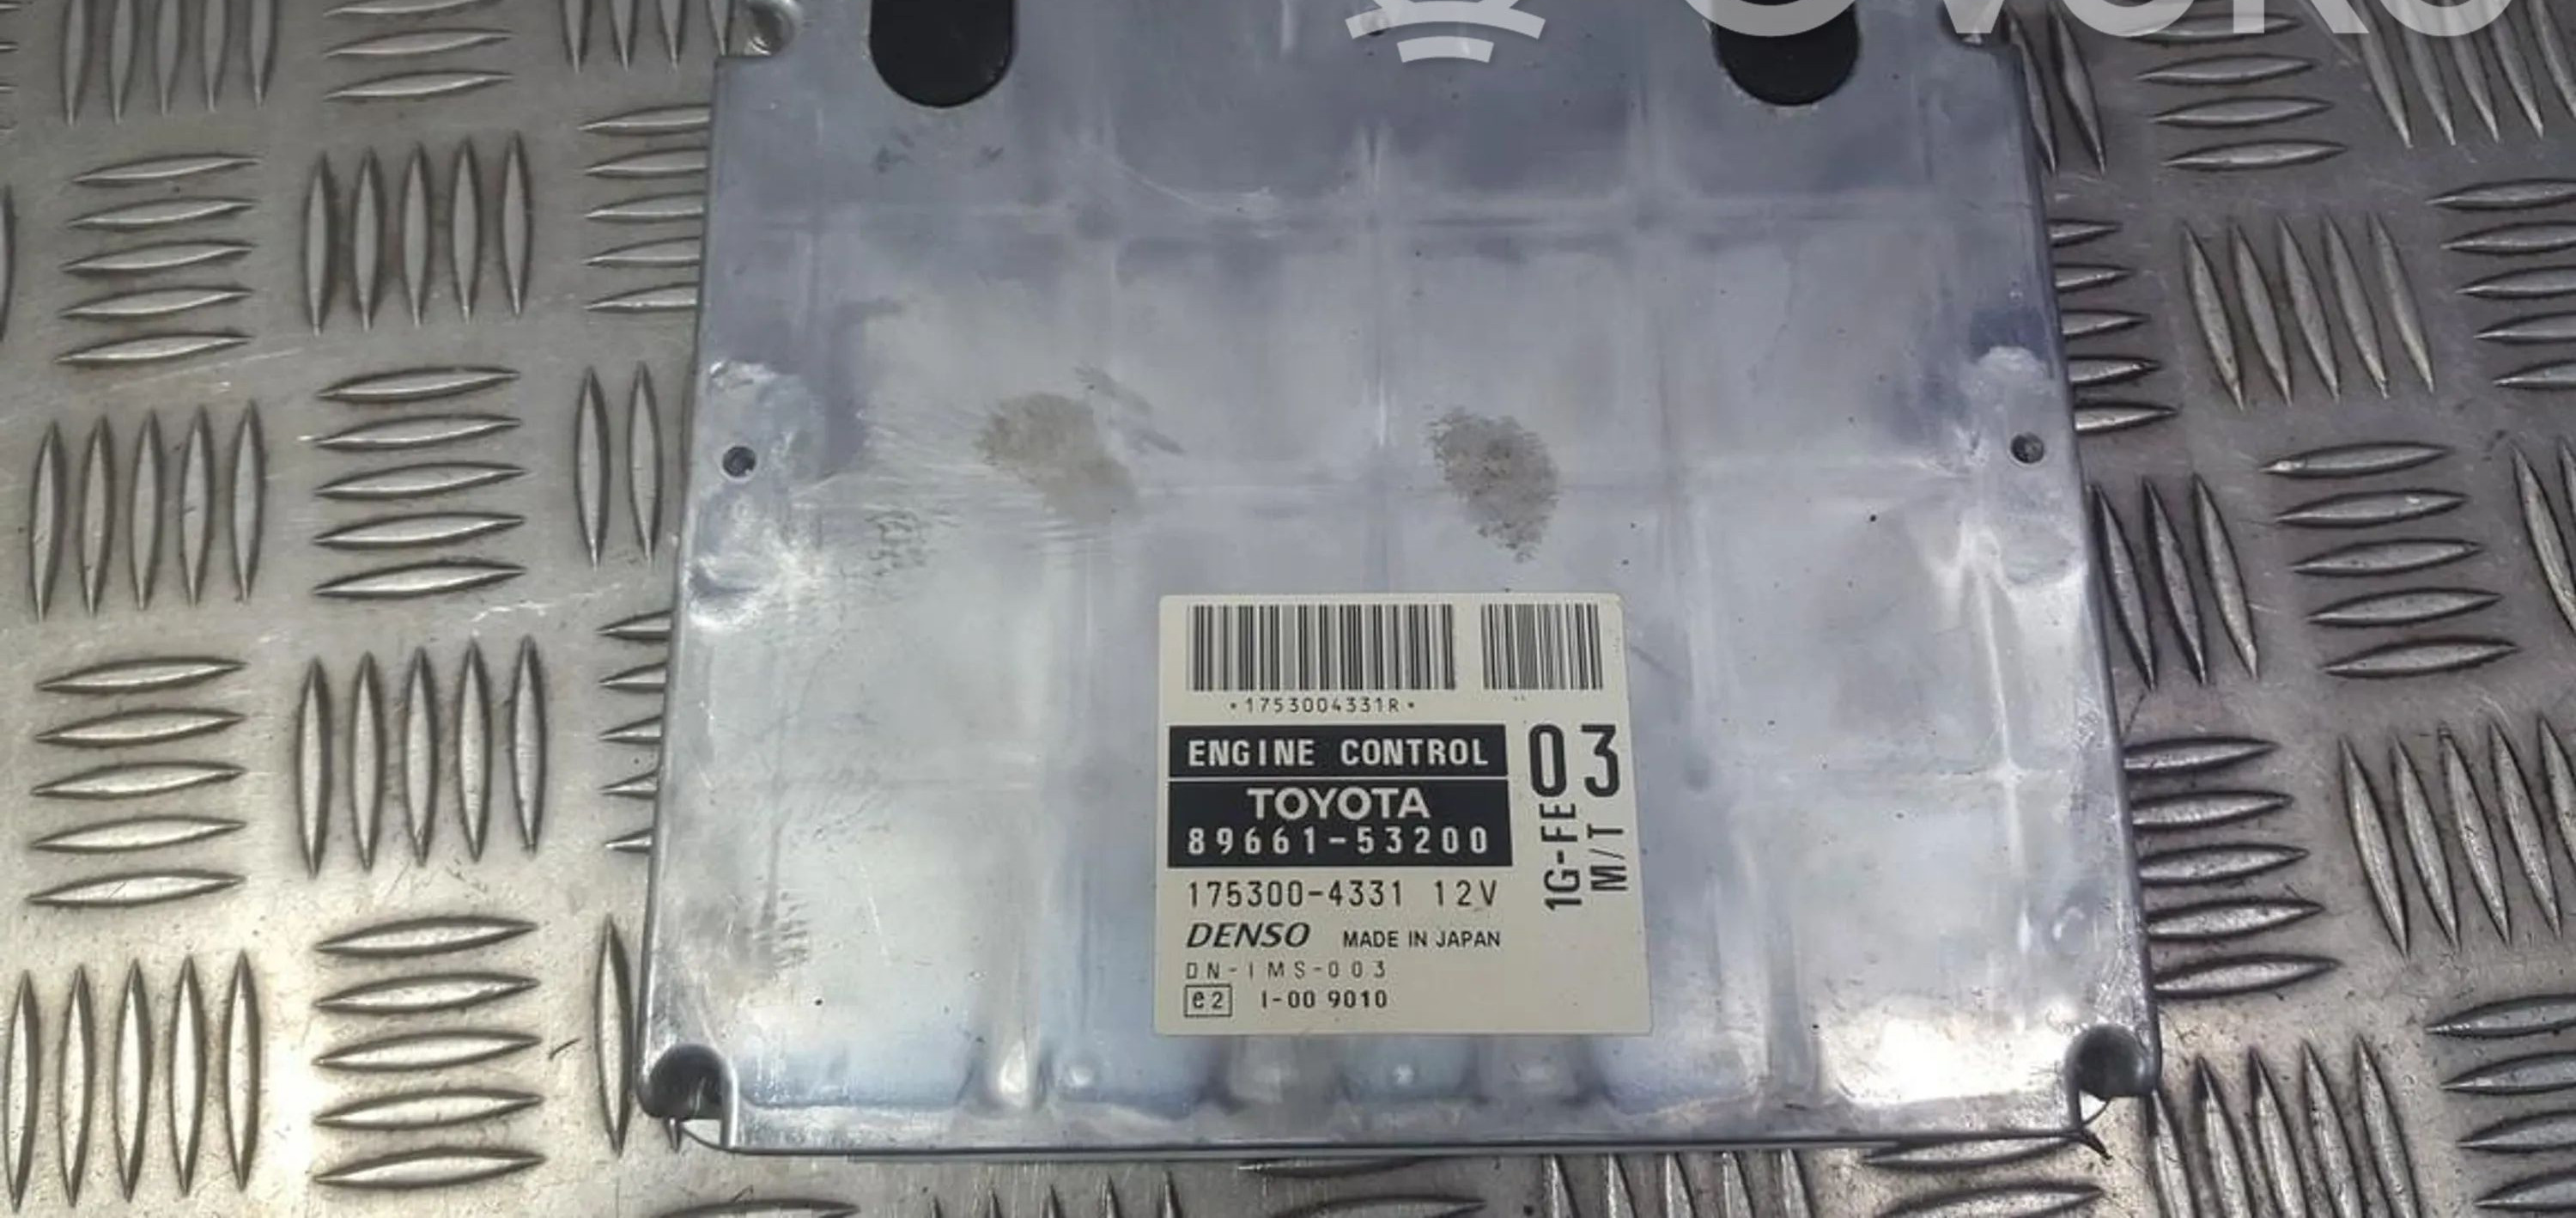 *1753004331R*
ENGINE CONTROL
TOYOTA
89661-53200
03
1G-FE
M/T
175300-4331 12V
DENSO MADE IN JAPAN
DN-IMS-003
e2 I-00 9010